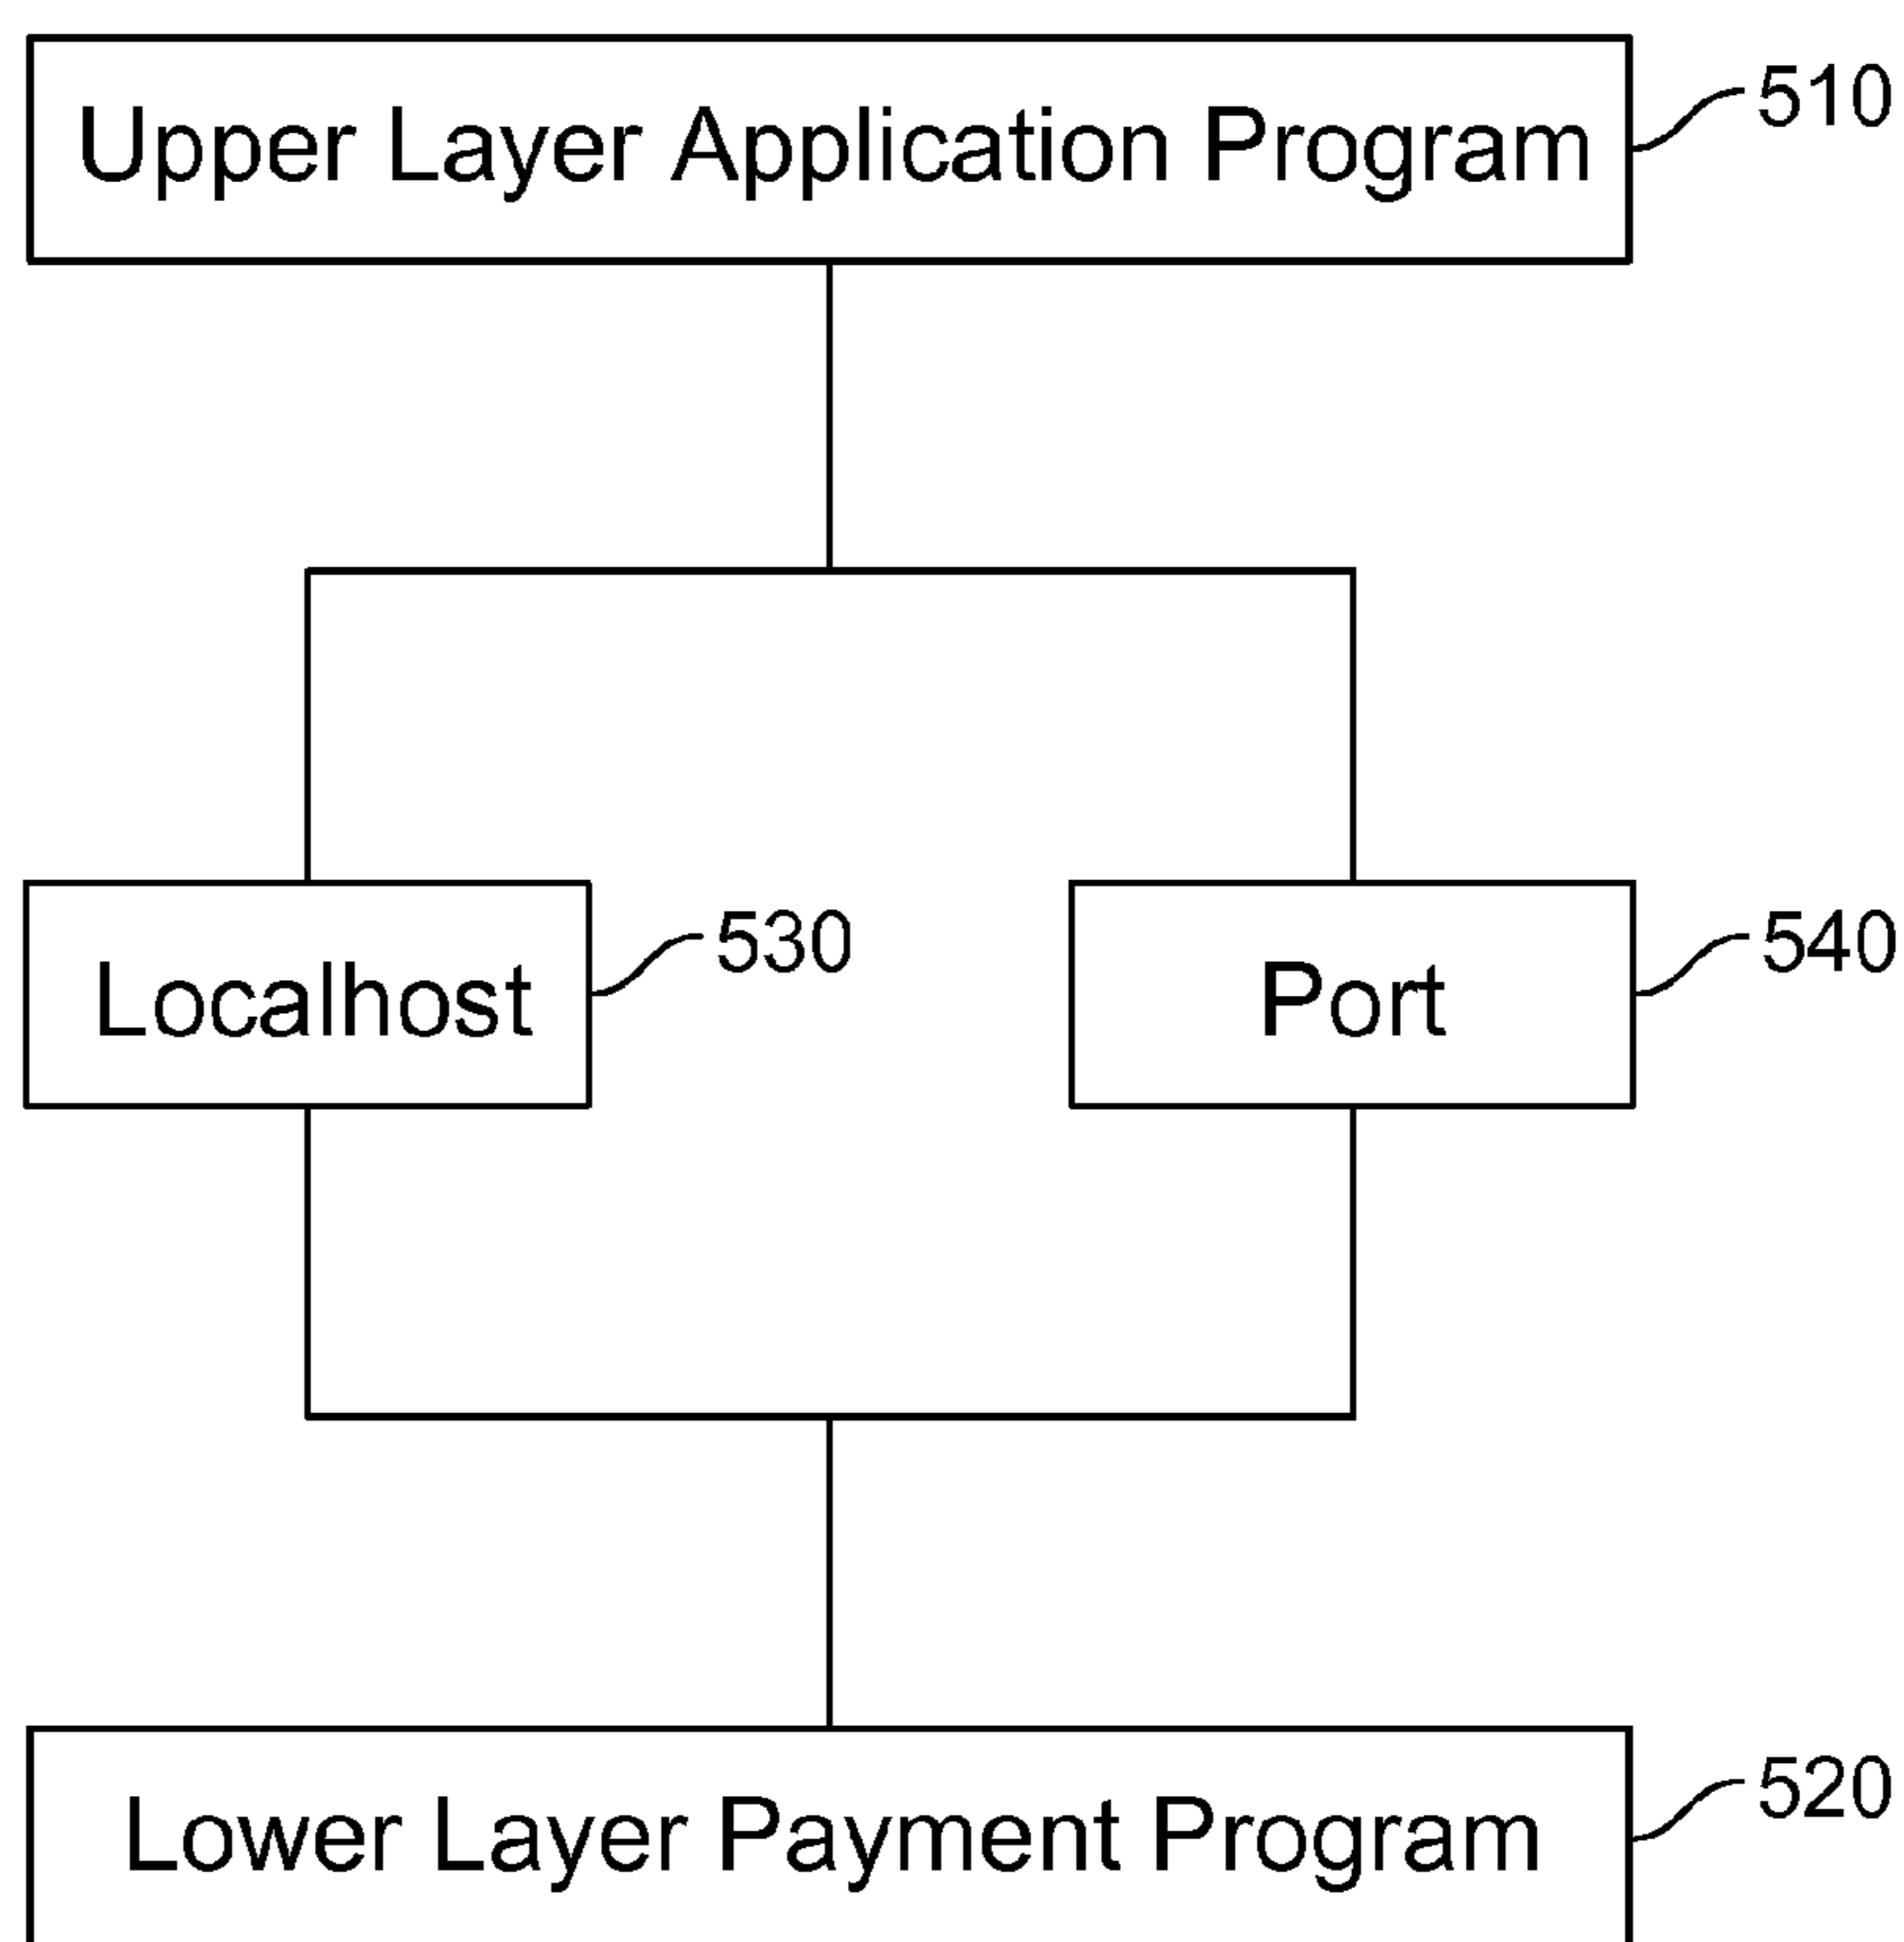 Upper Layer Application Program
510
Localhost
530
Port
540
Lower Layer Payment Program
520